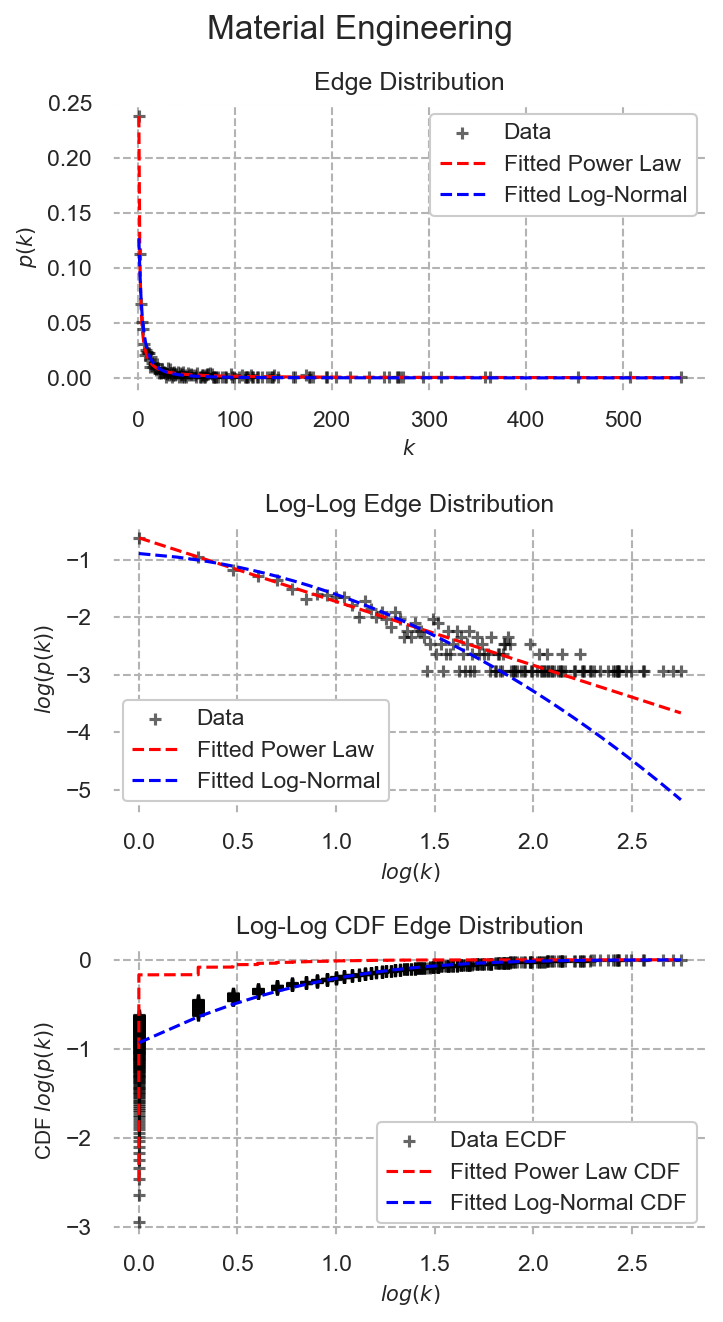 Material Engineering
Edge Distribution
0.25
0.20
0.15
0.10
0.05
0.00
p(k)
Data
Fitted Power Law
Fitted Log-Normal
0 100 200 300 400 500
k
Log-Log Edge Distribution
−1
−2
−3
−4
−5
log(p(k))
Data
Fitted Power Law
Fitted Log-Normal
0.0 0.5 1.0 1.5 2.0 2.5
log(k)
Log-Log CDF Edge Distribution
0
−1
−2
−3
CDF log(p(k))
Data ECDF
Fitted Power Law CDF
Fitted Log-Normal CDF
0.0 0.5 1.0 1.5 2.0 2.5
log(k)